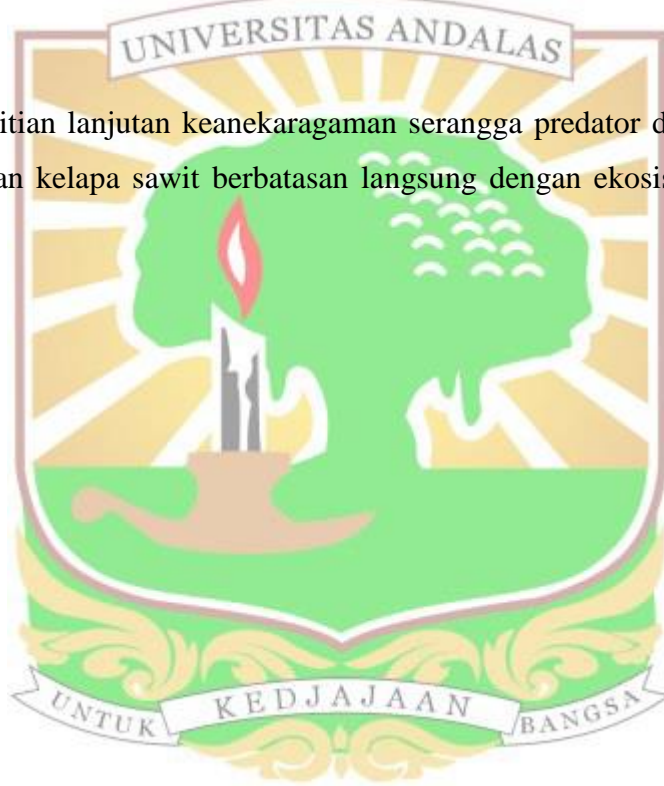 UNIVERSITAS ANDALAS
itian lanjutan keanekaragaman serangga predator d
an kelapa sawit berbatasan langsung dengan ekosis
UNTUK KEDJAJAAN BANGSA